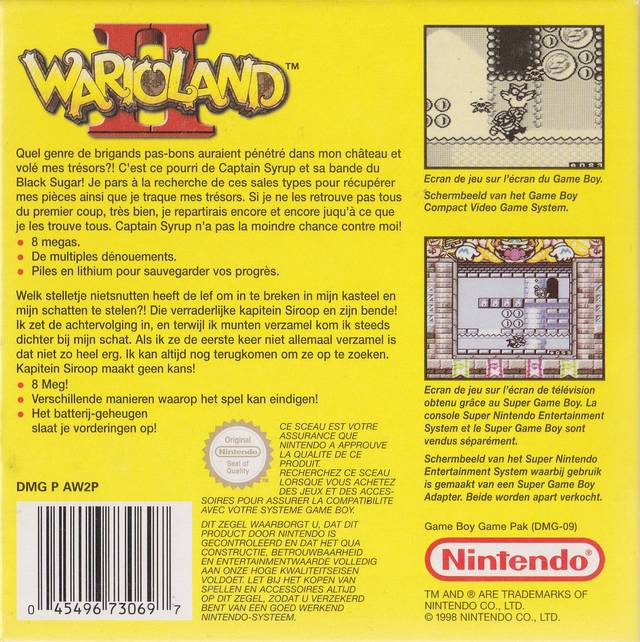 WARIOLAND™
II
Quel genre de brigands pas-bons auraient pénétré dans mon château et
volé mes trésors?! C'est ce pourri de Captain Syrup et sa bande du
Black Sugar! Je pars à la recherche de ces sales types pour récupérer
mes pièces ainsi que je traque mes trésors. Si je ne les retrouve pas tous
du premier coup, très bien, je repartirais encore et encore juqu'à ce que
je les trouve tous. Captain Syrup n'a pas la moindre chance contre moi!
• 8 megas.
• De multiples dénouements.
• Piles en lithium pour sauvegarder vos progrès.
Welk stelletje nietsnutten heeft de lef om in te breken in mijn kasteel en
mijn schatten te stelen?! Die verraderlijke kapitein Siroop en zijn bende!
Ik zet de achtervolging in, en terwijl ik munten verzamel kom ik steeds
dichter bij mijn schat. Als ik ze de eerste keer niet allemaal verzamel is
dat niet zo heel erg. Ik kan altijd nog terugkomen om ze op te zoeken.
Kapitein Siroop maakt geen kans!
• 8 Meg!
• Verschillende manieren waarop het spel kan eindigen!
• Het batterij-geheugen
slaat je vorderingen op!
DMG P AW2P
0 45496 73069 7
Original
Nintendo
Seal of
Quality
CE SCEAU EST VOTRE
ASSURANCE QUE
NINTENDO A APPROUVE
LA QUALITE DE CE
PRODUIT.
RECHERCHEZ CE SCEAU
LORSQUE VOUS ACHETEZ
DES JEUX ET DES ACCES-
SOIRES POUR ASSURER LA COMPATIBILITE
AVEC VOTRE SYSTEME GAME BOY.
DIT ZEGEL WAARBORGT U, DAT DIT
PRODUCT DOOR NINTENDO IS
GECONTROLEERD EN DAT HET QUA
CONSTRUCTIE, BETROUWBAARHEID
EN ENTERTAINMENTWAARDE VOLLEDIG
AAN ONZE HOGE KWALITEITSEISEN
VOLDOET. LET BIJ HET KOPEN VAN
SPELLEN EN ACCESSOIRES ALTIJD
OP DIT ZEGEL, ZODAT U VERZEKERD
BENT VAN EEN GOED WERKEND
NINTENDO-SYSTEEM.
Ecran de jeu sur l'écran du Game Boy.
Schermbeeld van het Game Boy
Compact Video Game System.
Ecran de jeu sur l'écran de télévision
obtenu grâce au Super Game Boy. La
console Super Nintendo Entertainment
System et le Super Game Boy sont
vendus séparément.
Schermbeeld van het Super Nintendo
Entertainment System waarbij gebruik
is gemaakt van een Super Game Boy
Adapter. Beide worden apart verkocht.
Game Boy Game Pak (DMG-09)
Nintendo®
TM AND ® ARE TRADEMARKS OF
NINTENDO CO., LTD.
© 1998 NINTENDO CO., LTD.